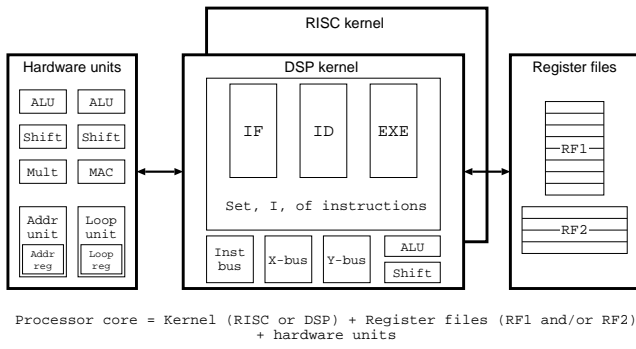 RISC kernel
Hardware units
DSP kernel
Register files
ALU
ALU
Shift
Shift
Mult
MAC
Addr
unit
Addr
reg
Loop
unit
Loop
reg
IF
ID
EXE
Set, I, of instructions
Inst
bus
X-bus
Y-bus
ALU
Shift
RF1
RF2
Processor core = Kernel (RISC or DSP) + Register files (RF1 and/or RF2)
+ hardware units